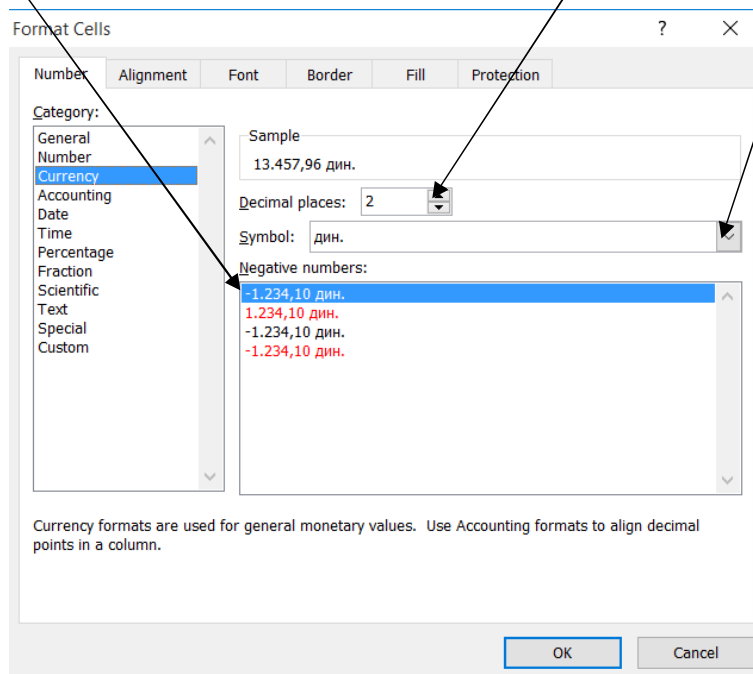 Format Cells
?
Number Alignment Font Border Fill Protection
Category:
General
Number
Currency
Accounting
Date
Time
Percentage
Fraction
Scientific
Text
Special
Custom
Sample
13.457,96 дин.
Decimal places: 2
Symbol: дин.
Negative numbers:
-1.234,10 дин.
1.234,10 дин.
-1.234,10 дин.
-1.234,10 дин.
Currency formats are used for general monetary values. Use Accounting formats to align decimal
points in a column.
OK Cancel